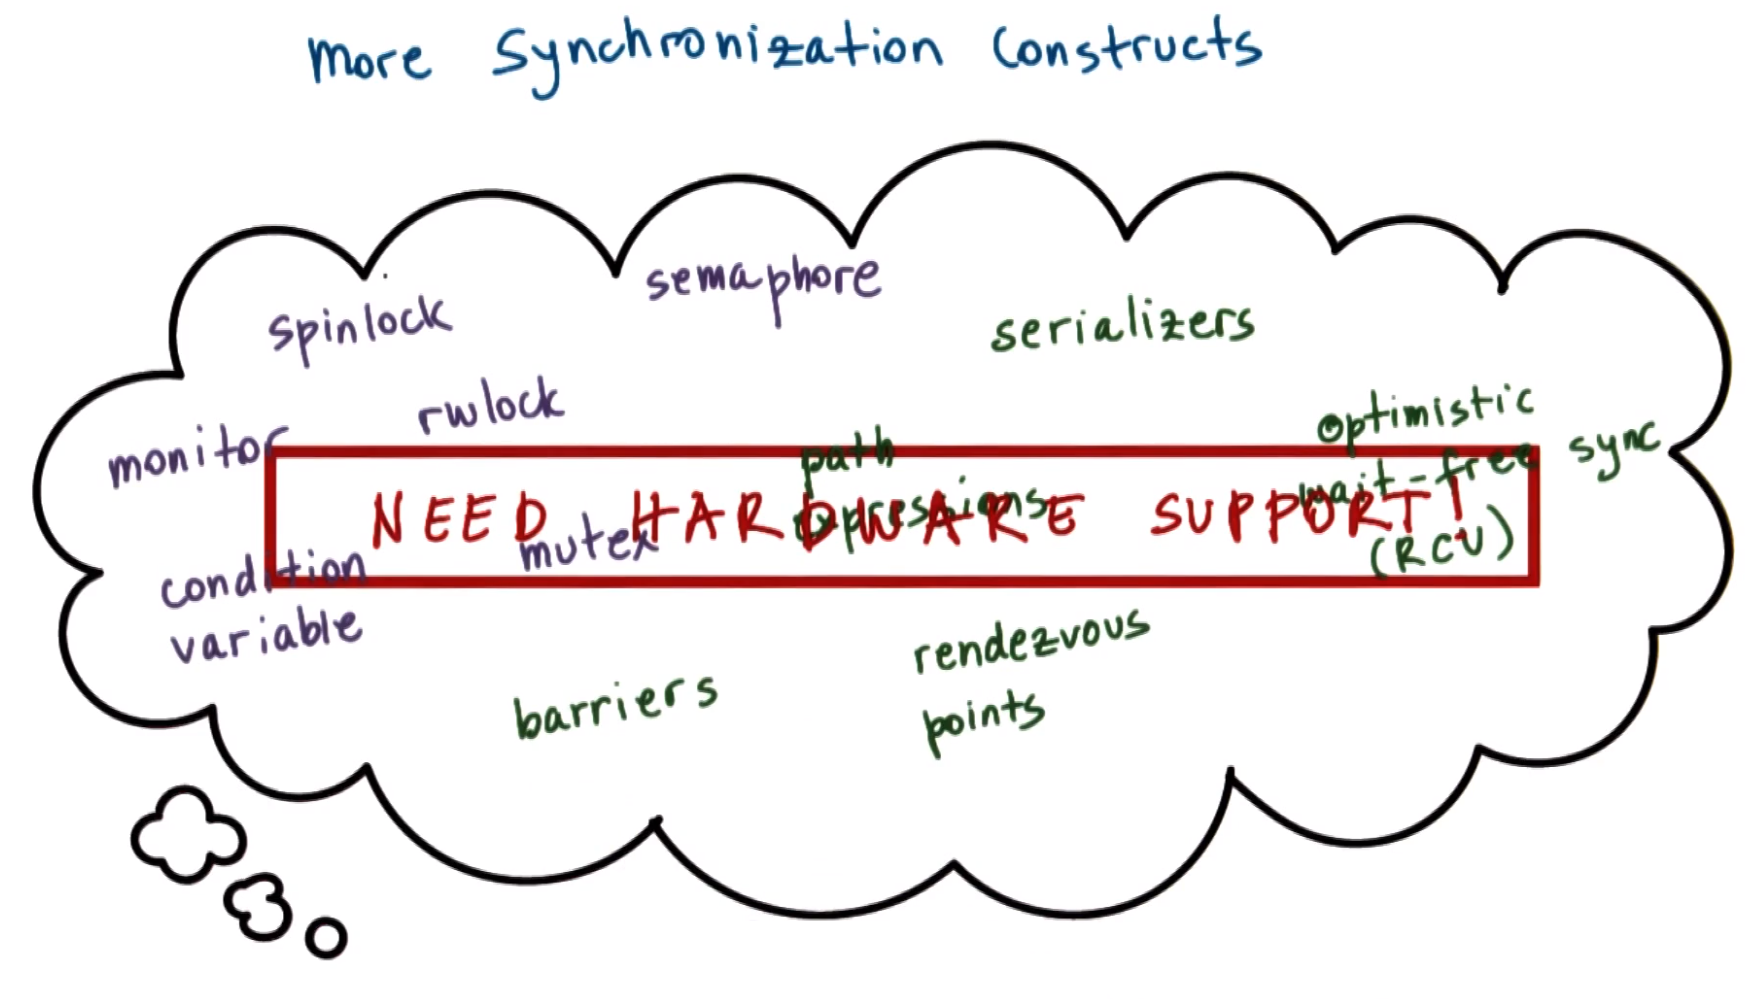 More Synchronization Constructs
semaphore
spinlock
serializers
rwlock
optimistic
monitor
path
wait-free sync
expressions
NEED HARDWARE SUPPORT!
mutex
(RCU)
condition
variable
rendezvous
points
barriers